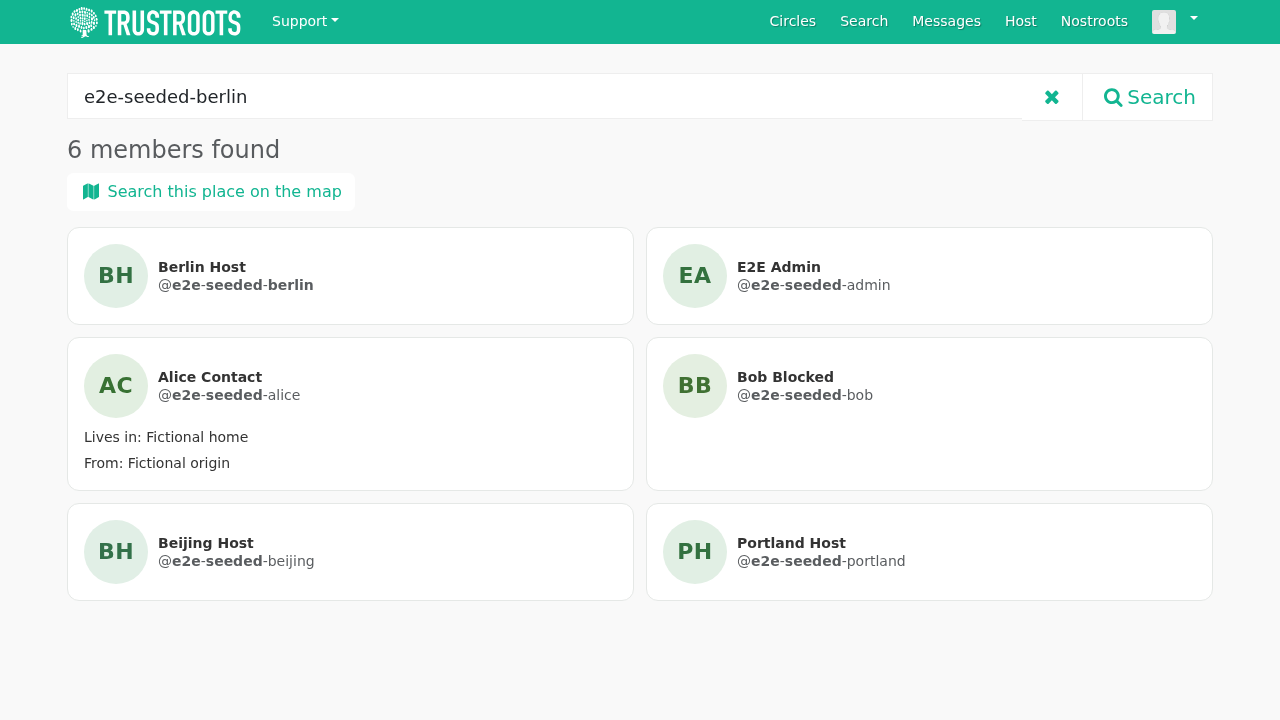 TRUSTROOTS Support Circles Search Messages Host Nostroots
e2e-seeded-berlin Search
6 members found
Search this place on the map
BH Berlin Host
@e2e-seeded-berlin
EA E2E Admin
@e2e-seeded-admin
AC Alice Contact
@e2e-seeded-alice
Lives in: Fictional home
From: Fictional origin
BB Bob Blocked
@e2e-seeded-bob
BH Beijing Host
@e2e-seeded-beijing
PH Portland Host
@e2e-seeded-portland